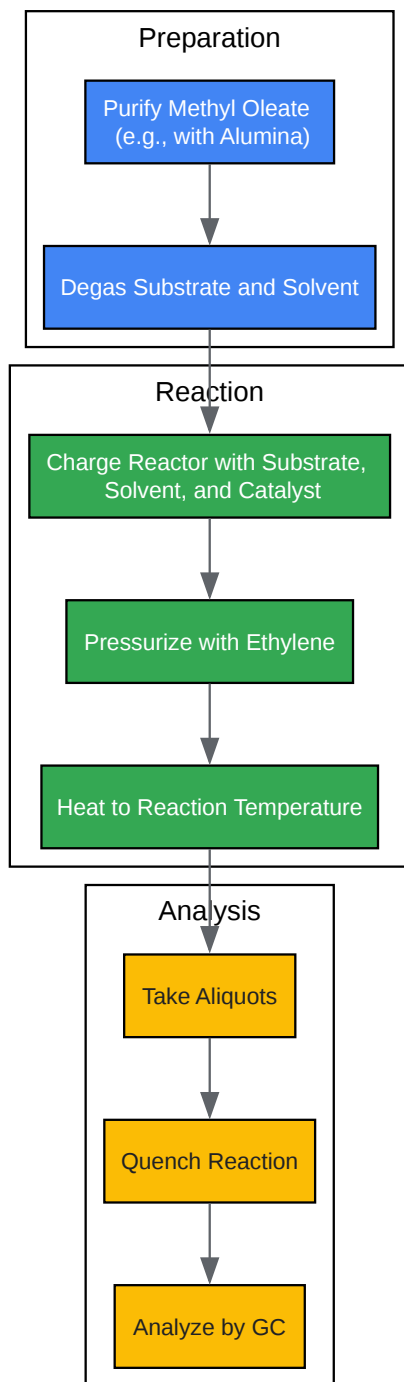 Preparation
Purify Methyl Oleate
(e.g., with Alumina)
Degas Substrate and Solvent
Reaction
Charge Reactor with Substrate,
Solvent, and Catalyst
Pressurize with Ethylene
Heat to Reaction Temperature
Analysis
Take Aliquots
Quench Reaction
Analyze by GC